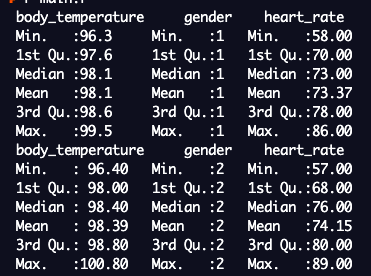 body_temperature gender heart_rate
Min. :96.3 Min. :1 Min. :58.00
1st Qu.:97.6 1st Qu.:1 1st Qu.:70.00
Median :98.1 Median :1 Median :73.00
Mean :98.1 Mean :1 Mean :73.37
3rd Qu.:98.6 3rd Qu.:1 3rd Qu.:78.00
Max. :99.5 Max. :1 Max. :86.00
body_temperature gender heart_rate
Min. : 96.40 Min. :2 Min. :57.00
1st Qu.: 98.00 1st Qu.:2 1st Qu.:68.00
Median : 98.40 Median :2 Median :76.00
Mean : 98.39 Mean :2 Mean :74.15
3rd Qu.: 98.80 3rd Qu.:2 3rd Qu.:80.00
Max. :100.80 Max. :2 Max. :89.00